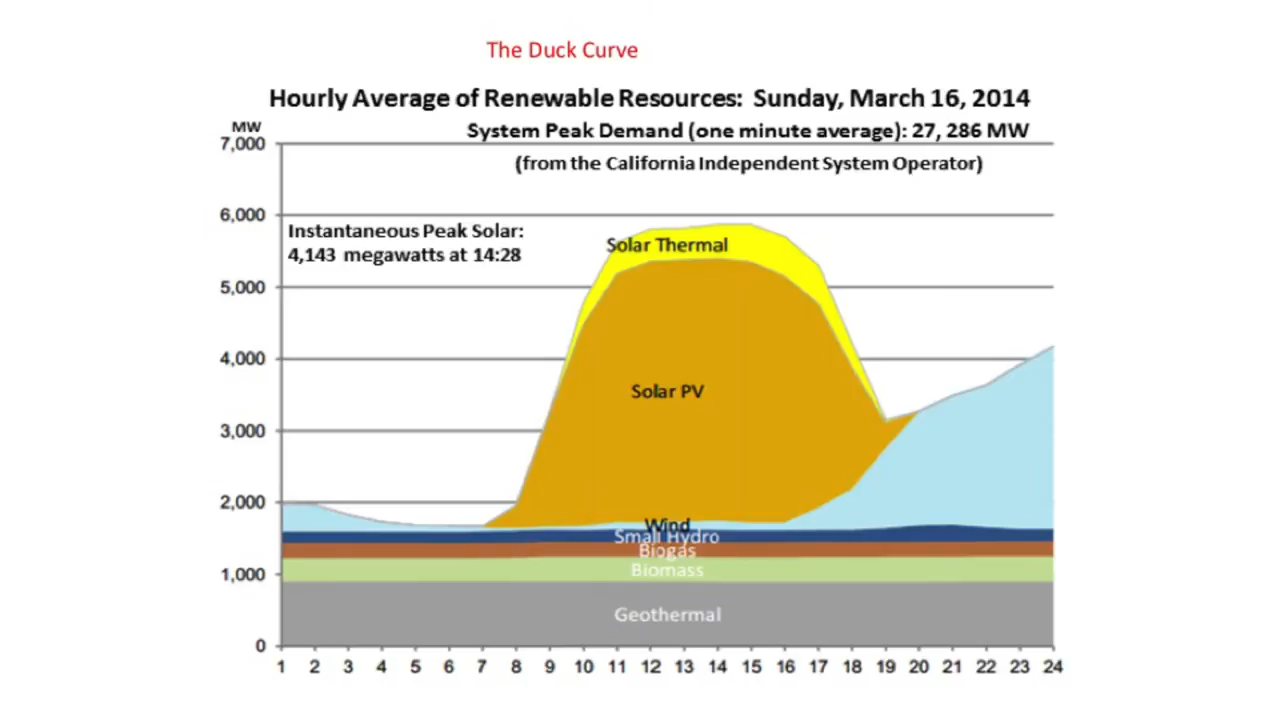 The Duck Curve
Hourly Average of Renewable Resources: Sunday, March 16, 2014
MW
System Peak Demand (one minute average): 27, 286 MW
7,000
(from the California Independent System Operator)
6,000
Instantaneous Peak Solar:
4,143 megawatts at 14:28
Solar Thermal
5,000
4,000
Solar PV
3,000
2,000
Wind
Small Hydro
Biogas
Biomass
1,000
Geothermal
0
1 2 3 4 5 6 7 8 9 10 11 12 13 14 15 16 17 18 19 20 21 22 23 24